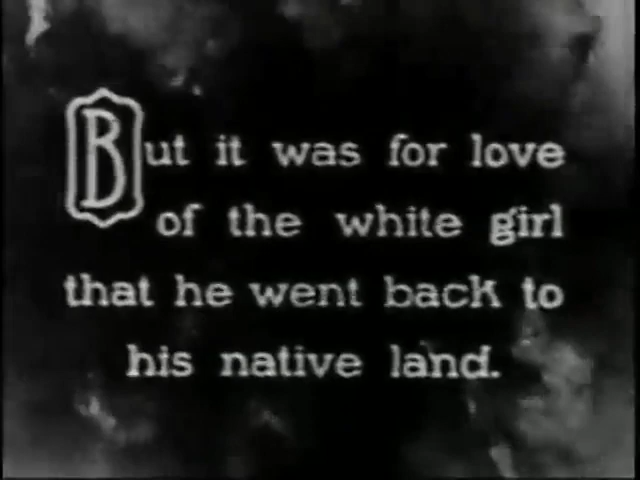 But it was for love
of the white girl
that he went back to
his native land.